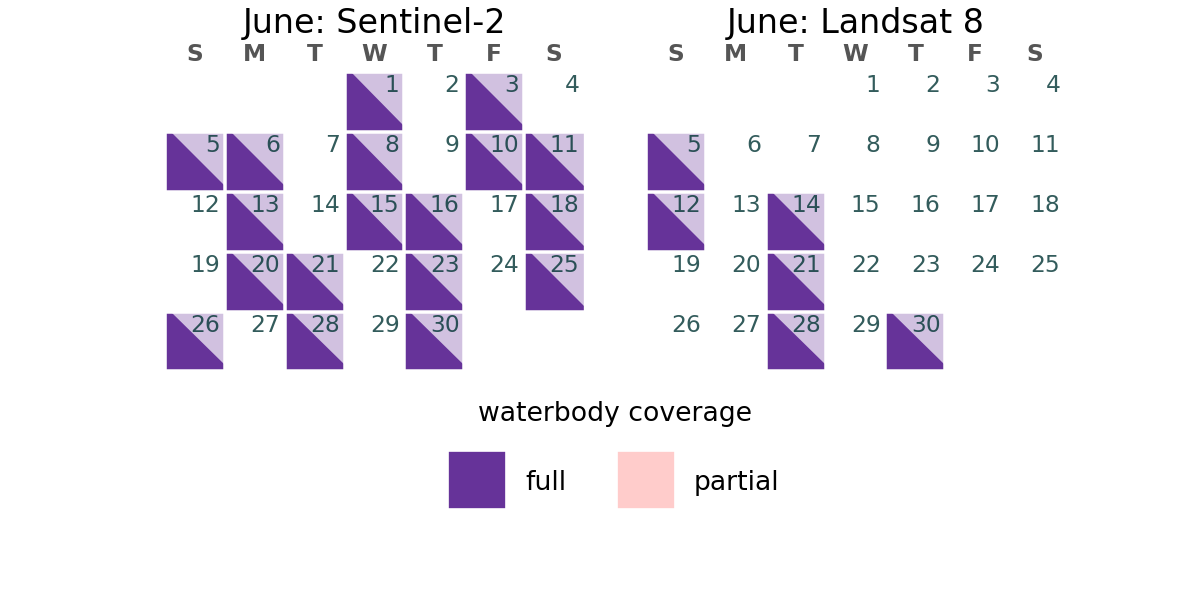 June: Sentinel-2
S M T W T F S
1 2 3 4
5 6 7 8 9 10 11
12 13 14 15 16 17 18
19 20 21 22 23 24 25
26 27 28 29 30
June: Landsat 8
S M T W T F S
1 2 3 4
5 6 7 8 9 10 11
12 13 14 15 16 17 18
19 20 21 22 23 24 25
26 27 28 29 30
waterbody coverage
full partial